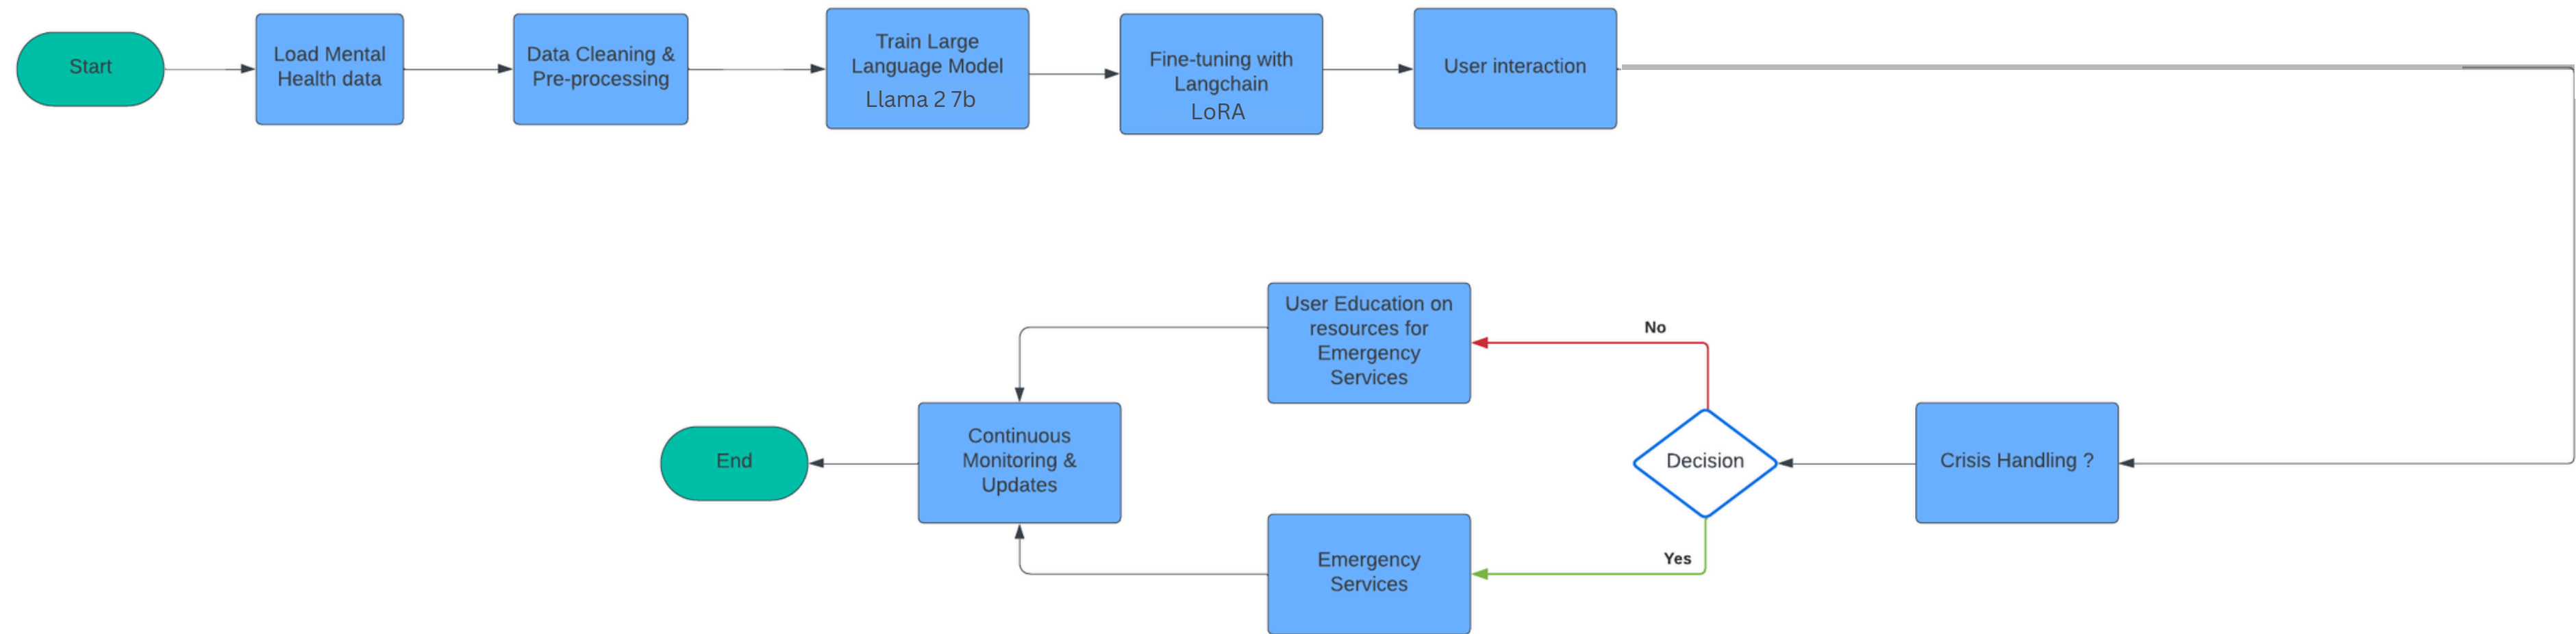 Start
Load Mental
Health data
Data Cleaning &
Pre-processing
Train Large
Language Model
Llama 2 7b
Fine-tuning with
Langchain
LoRA
User interaction
Crisis Handling ?
Decision
No
User Education on
resources for
Emergency
Services
Yes
Emergency
Services
Continuous
Monitoring &
Updates
End